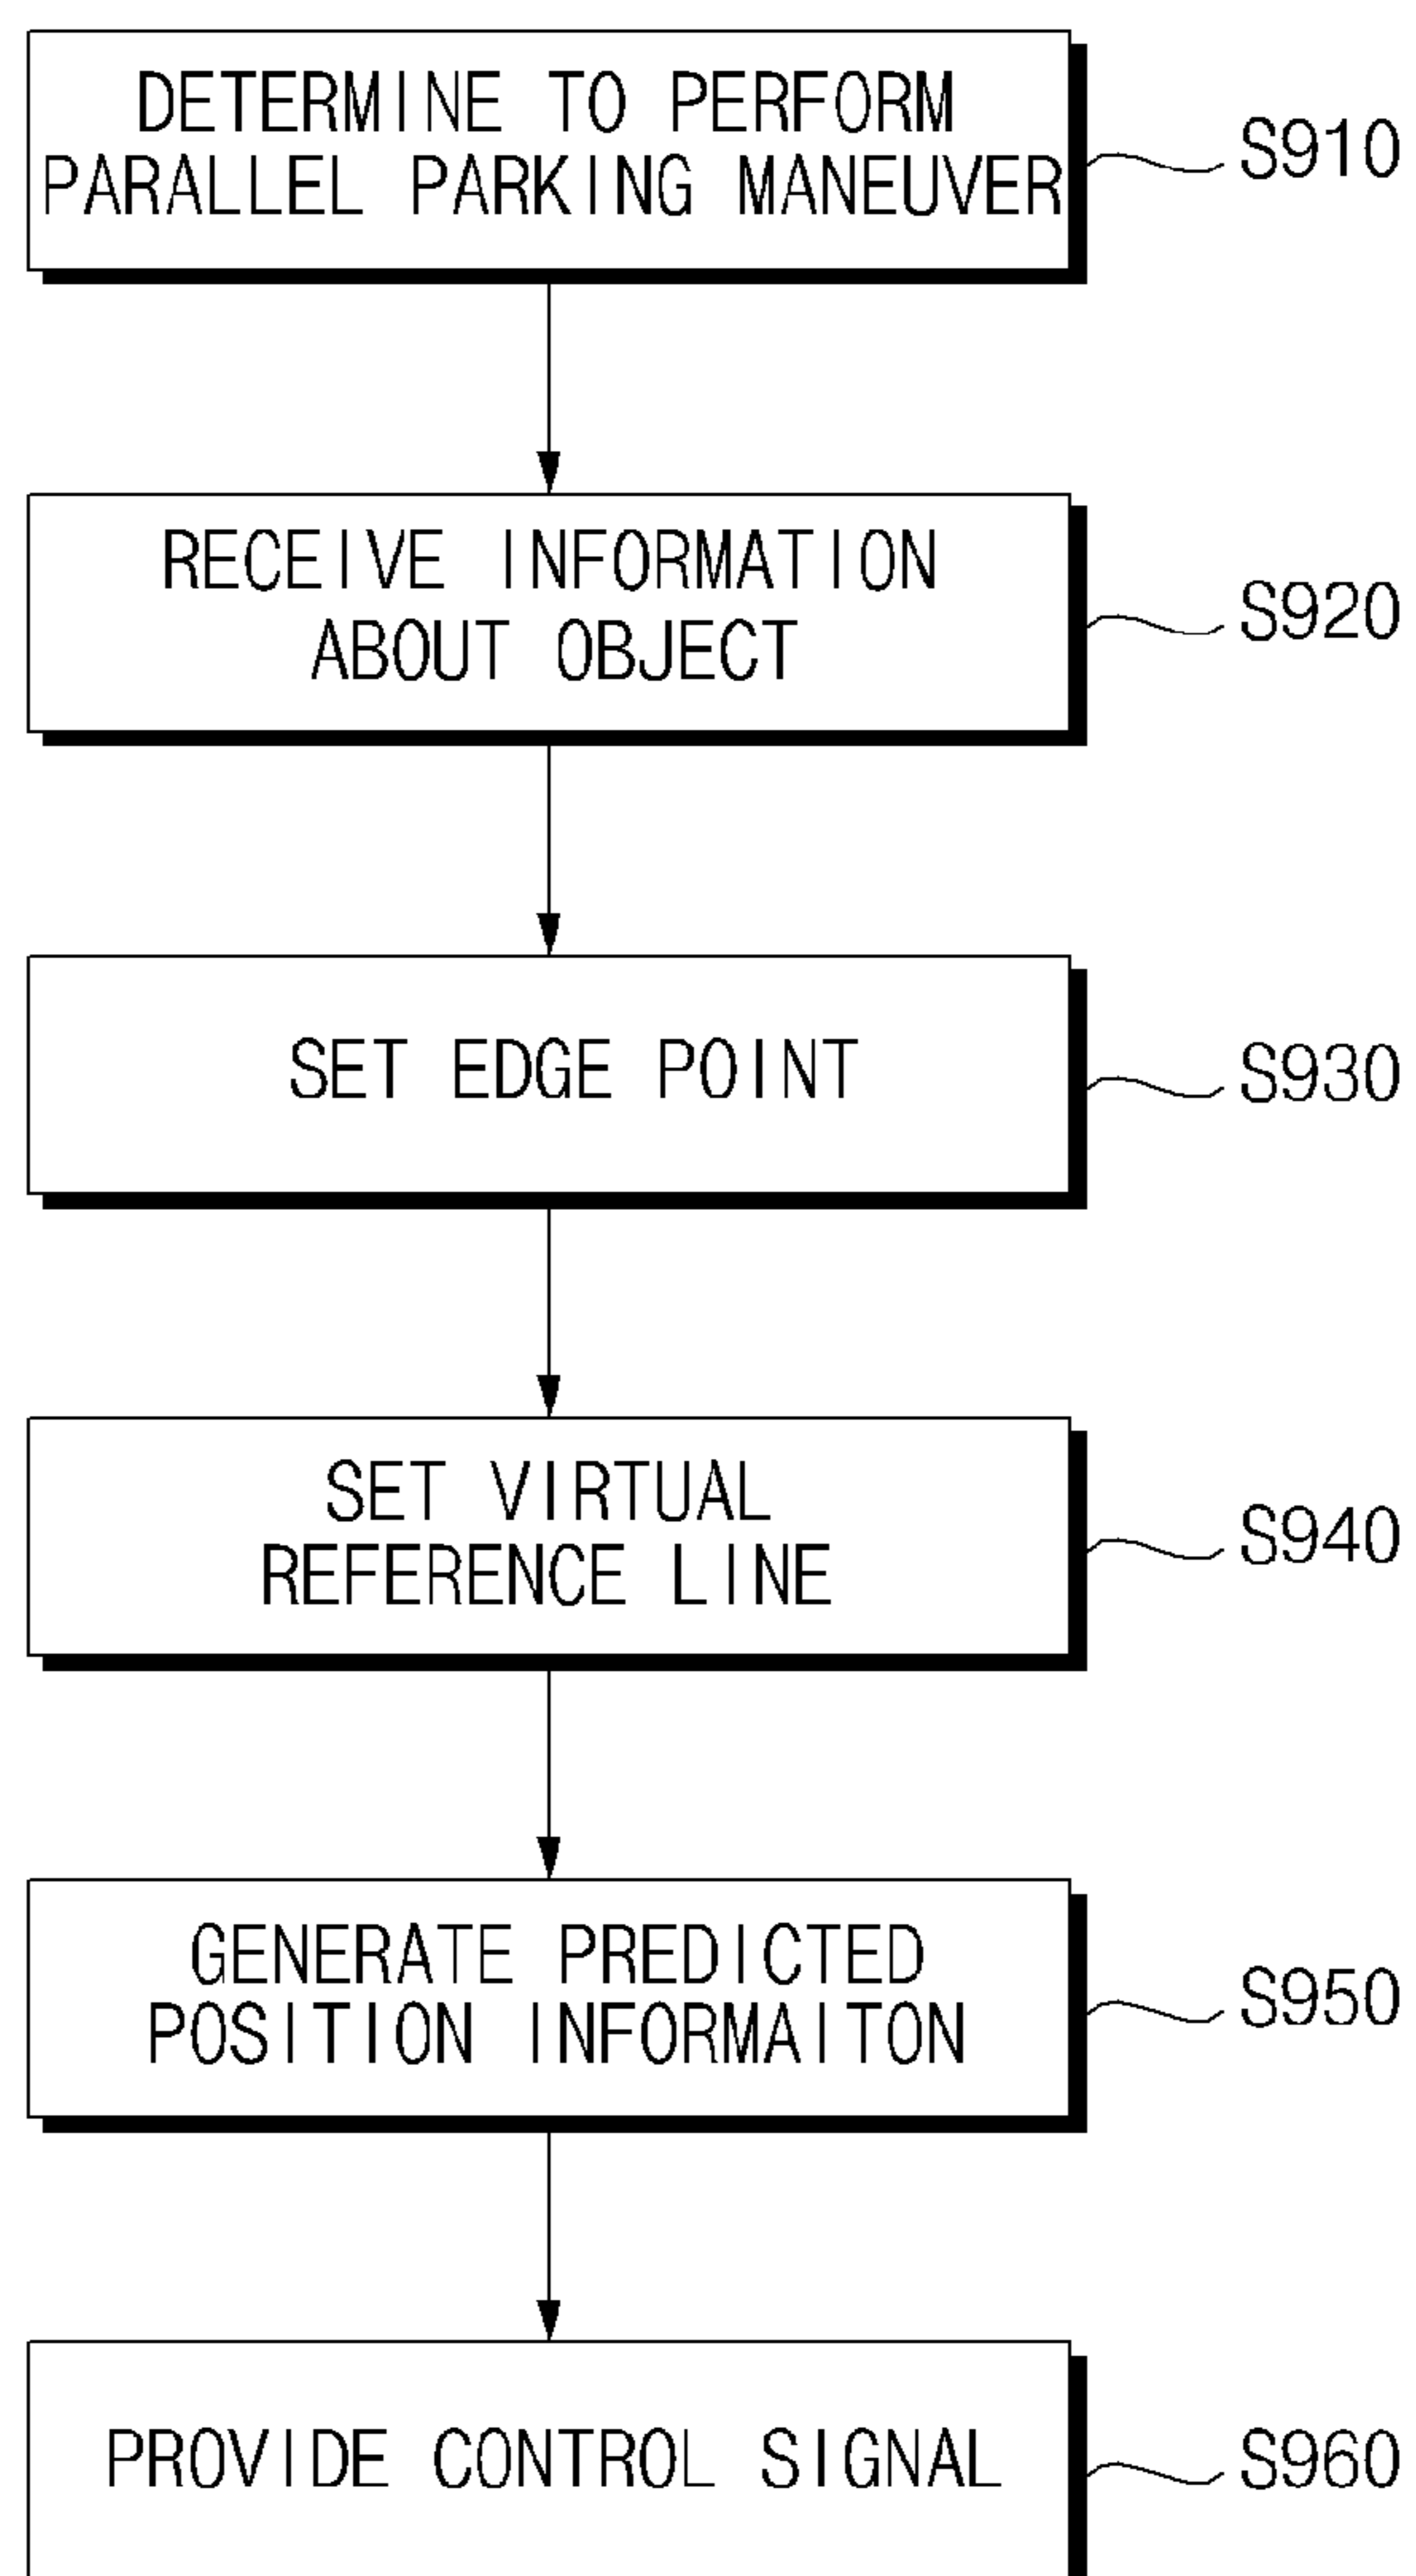 DETERMINE TO PERFORM
PARALLEL PARKING MANEUVER
S910
RECEIVE INFORMATION
ABOUT OBJECT
S920
SET EDGE POINT
S930
SET VIRTUAL
REFERENCE LINE
S940
GENERATE PREDICTED
POSITION INFORMAITON
S950
PROVIDE CONTROL SIGNAL
S960